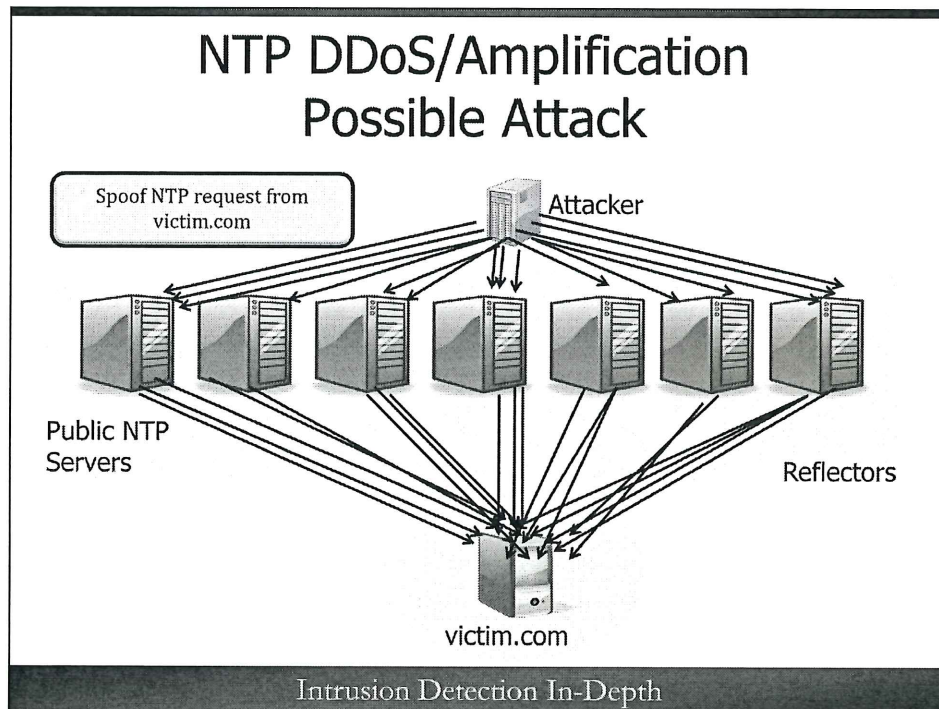 NTP DDoS/Amplification
Possible Attack
Spoof NTP request from
victim.com
Attacker
Public NTP
Servers
Reflectors
victim.com
Intrusion Detection In-Depth